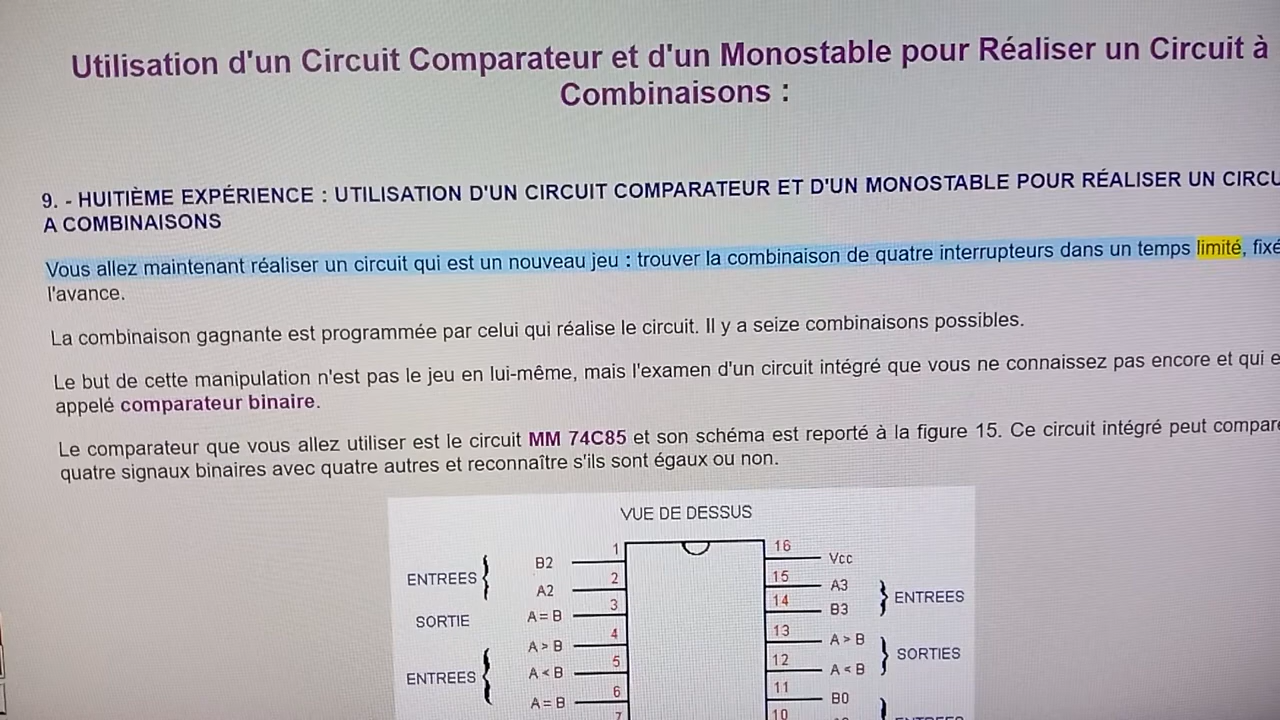 Utilisation d'un Circuit Comparateur et d'un Monostable pour Réaliser un Circuit à
Combinaisons :
9. - HUITIÈME EXPÉRIENCE : UTILISATION D'UN CIRCUIT COMPARATEUR ET D'UN MONOSTABLE POUR RÉALISER UN CIRCU
A COMBINAISONS
Vous allez maintenant réaliser un circuit qui est un nouveau jeu : trouver la combinaison de quatre interrupteurs dans un temps limité, fixé
l'avance.
La combinaison gagnante est programmée par celui qui réalise le circuit. Il y a seize combinaisons possibles.
Le but de cette manipulation n'est pas le jeu en lui-même, mais l'examen d'un circuit intégré que vous ne connaissez pas encore et qui e
appelé comparateur binaire.
Le comparateur que vous allez utiliser est le circuit MM 74C85 et son schéma est reporté à la figure 15. Ce circuit intégré peut compare
quatre signaux binaires avec quatre autres et reconnaître s'ils sont égaux ou non.
VUE DE DESSUS
1 16
B2 Vcc
ENTREES 2 15
A2 A3
3 14 ENTREES
SORTIE A = B B3
4 13
A > B A > B
5 12 SORTIES
ENTREES A < B A < B
6 11
A = B B0
7 10